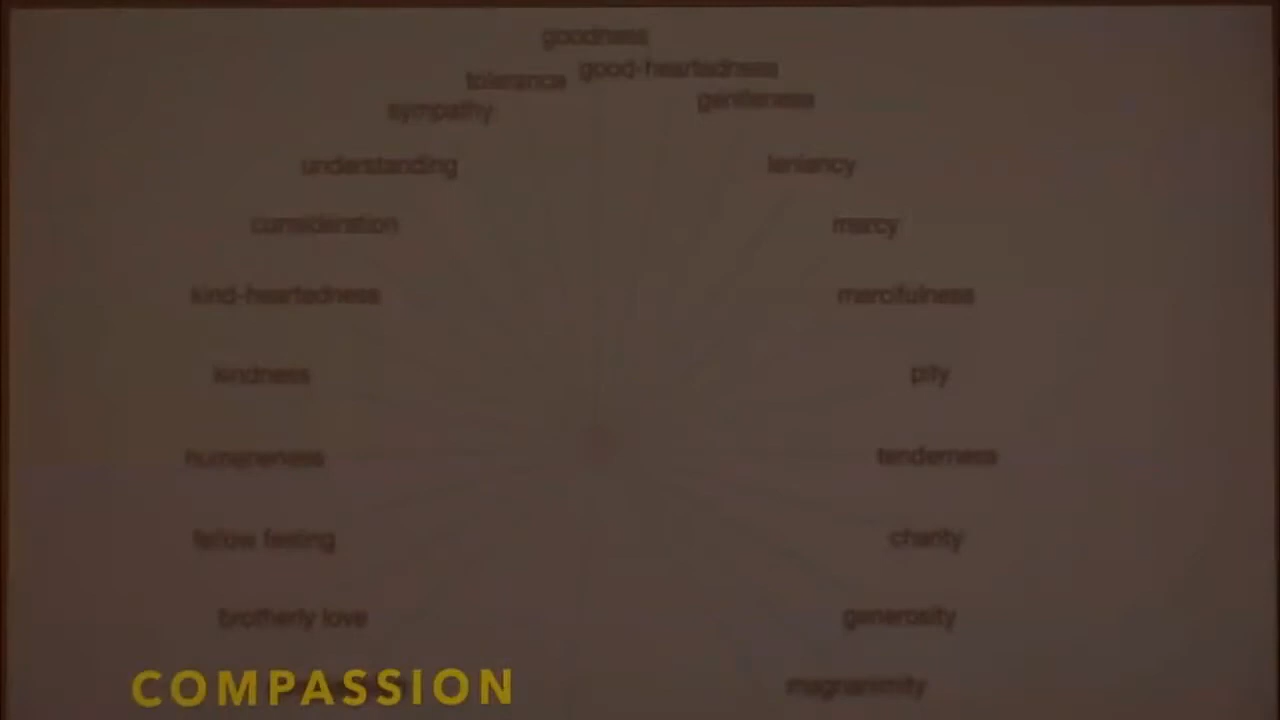 goodness
good-heartedness
tolerance
gentleness
sympathy
understanding
leniency
consideration
mercy
kind-heartedness
mercifulness
kindness
pity
humaneness
tenderness
fellow feeling
charity
brotherly love
generosity
COMPASSION
magnanimity